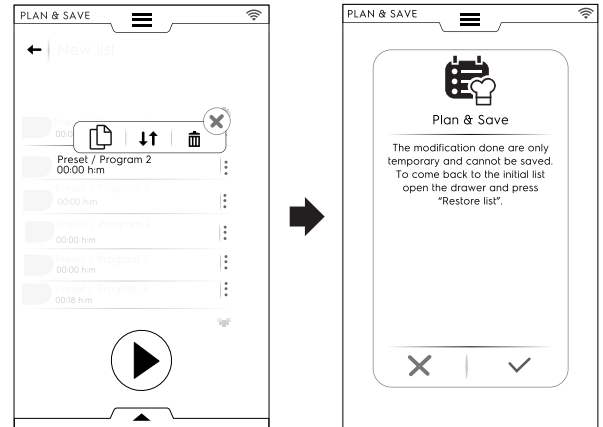 PLAN & SAVE
New list
00:0
Preset / Program 2
00:00 h:m
Preset / Program 3
00:00 h:m
Preset / Program 4
00:00 h:m
Preset / Program 5
00:00 h:m
Preset / Program 6
00:18 h:m
PLAN & SAVE
Plan & Save
The modification done are only
temporary and cannot be saved.
To come back to the initial list
open the drawer and press
“Restore list”.